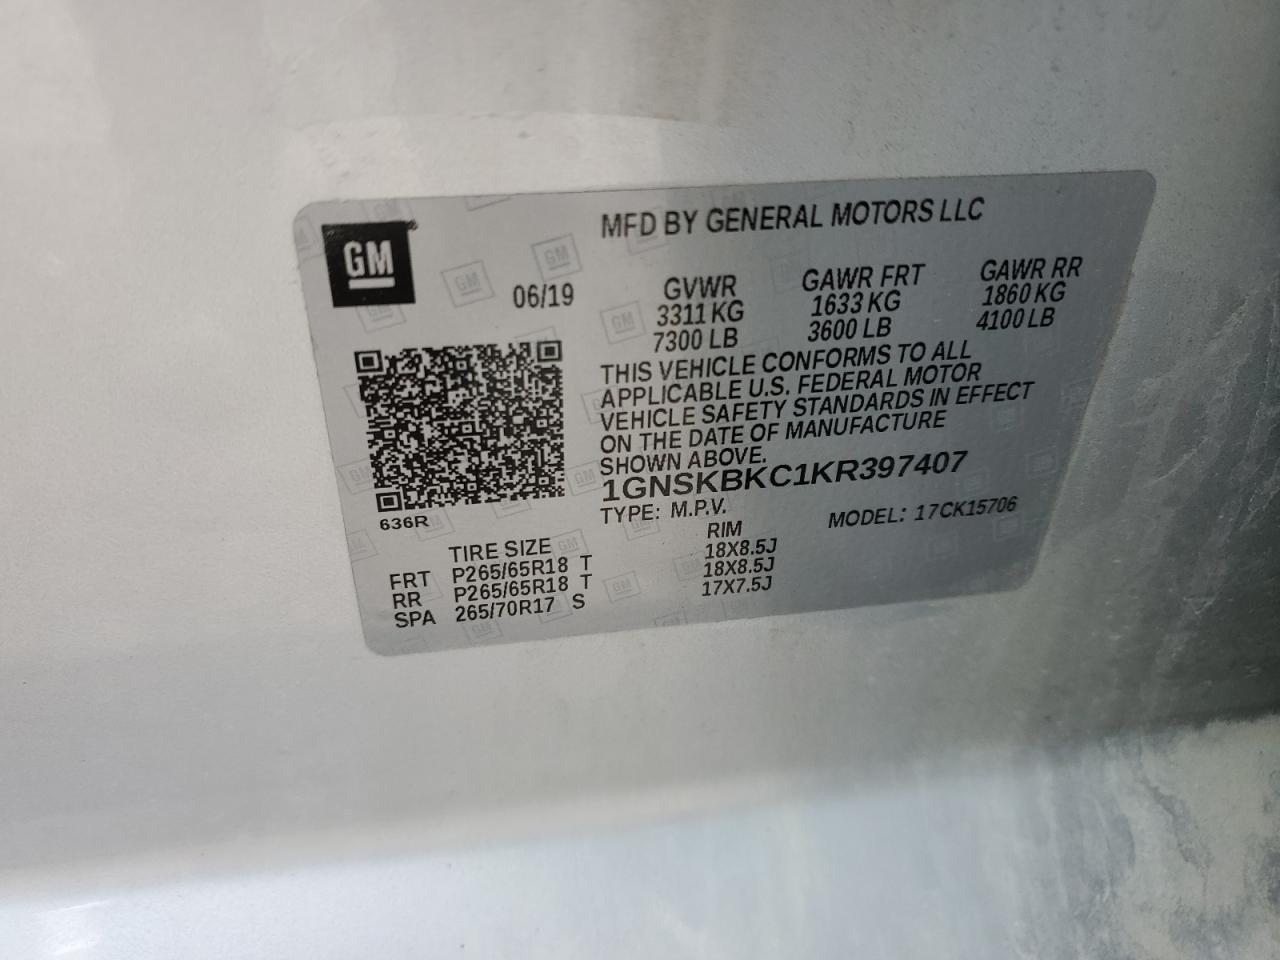 MFD BY GENERAL MOTORS LLC
GM
06/19
GVWR GAWR FRT GAWR RR
3311 KG 1633 KG 1860 KG
7300 LB 3600 LB 4100 LB
THIS VEHICLE CONFORMS TO ALL
APPLICABLE U.S. FEDERAL MOTOR
VEHICLE SAFETY STANDARDS IN EFFECT
ON THE DATE OF MANUFACTURE
SHOWN ABOVE.
1GNSKBKC1KR397407
TYPE: M.P.V. MODEL: 17CK15706
636R
TIRE SIZE RIM
FRT P265/65R18 T 18X8.5J
RR P265/65R18 T 18X8.5J
SPA 265/70R17 S 17X7.5J